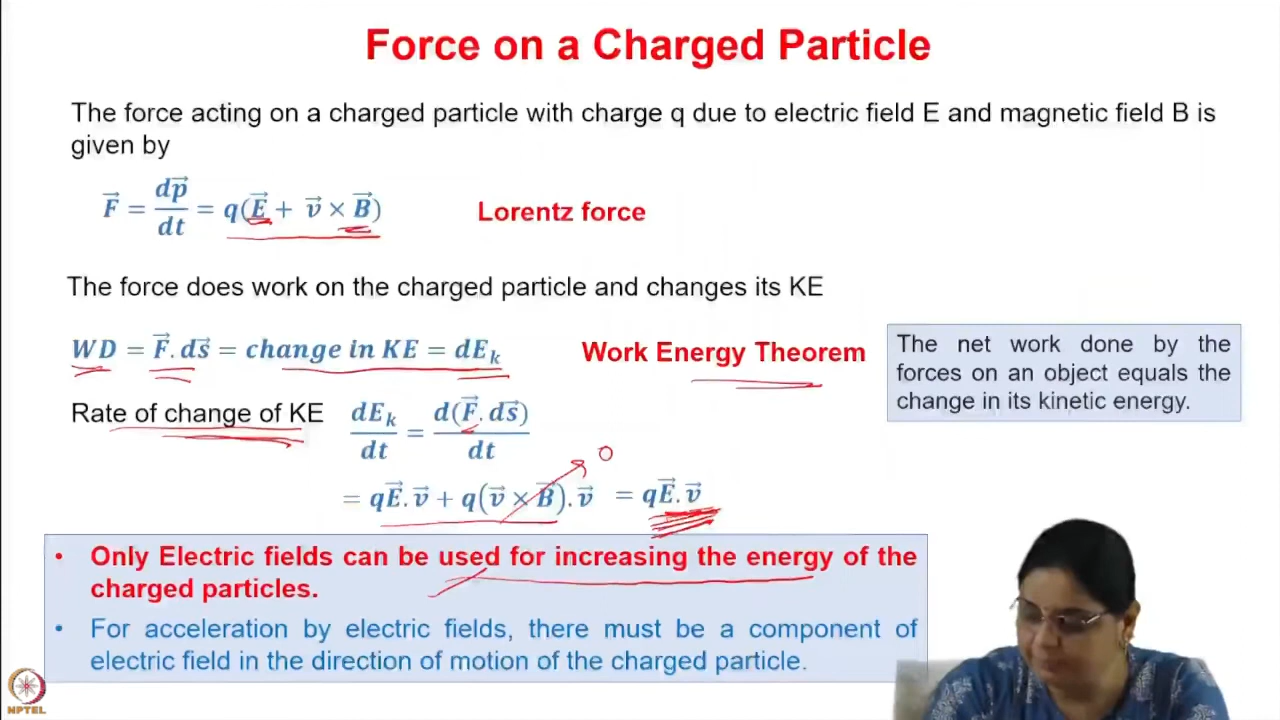 Force on a Charged Particle
The force acting on a charged particle with charge q due to electric field E and magnetic field B is
given by
F⃗ = dp⃗/dt = q(E⃗ + v⃗ × B⃗)
Lorentz force
The force does work on the charged particle and changes its KE
WD = F⃗. ds⃗ = change in KE = dEₖ
Work Energy Theorem
The net work done by the
forces on an object equals the
change in its kinetic energy.
Rate of change of KE
dEₖ/dt = d(F⃗. ds⃗)/dt
0
= qE⃗. v⃗ + q(v⃗ × B⃗). v⃗ = qE⃗. v⃗
• Only Electric fields can be used for increasing the energy of the
charged particles.
• For acceleration by electric fields, there must be a component of
electric field in the direction of motion of the charged particle.
NPTEL